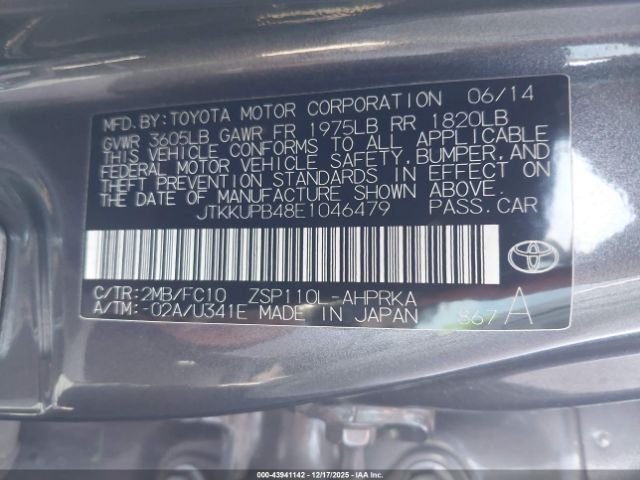 MFD.BY:TOYOTA MOTOR CORPORATION 06/14
GVWR 3605LB GAWR FR 1975LB RR 1820LB
THIS VEHICLE CONFORMS TO ALL APPLICABLE
FEDERAL MOTOR VEHICLE SAFETY,BUMPER,AND
THEFT PREVENTION STANDARDS IN EFFECT ON
THE DATE OF MANUFACTURE SHOWN ABOVE.
JTKKUPB48E1046479 PASS.CAR
C/TR:2MB/FC10 ZSP110L-AHPRKA
A/TM:-02A/U341E MADE IN JAPAN 867 A
000-43941142 - 12/17/2025 - IAA Inc.